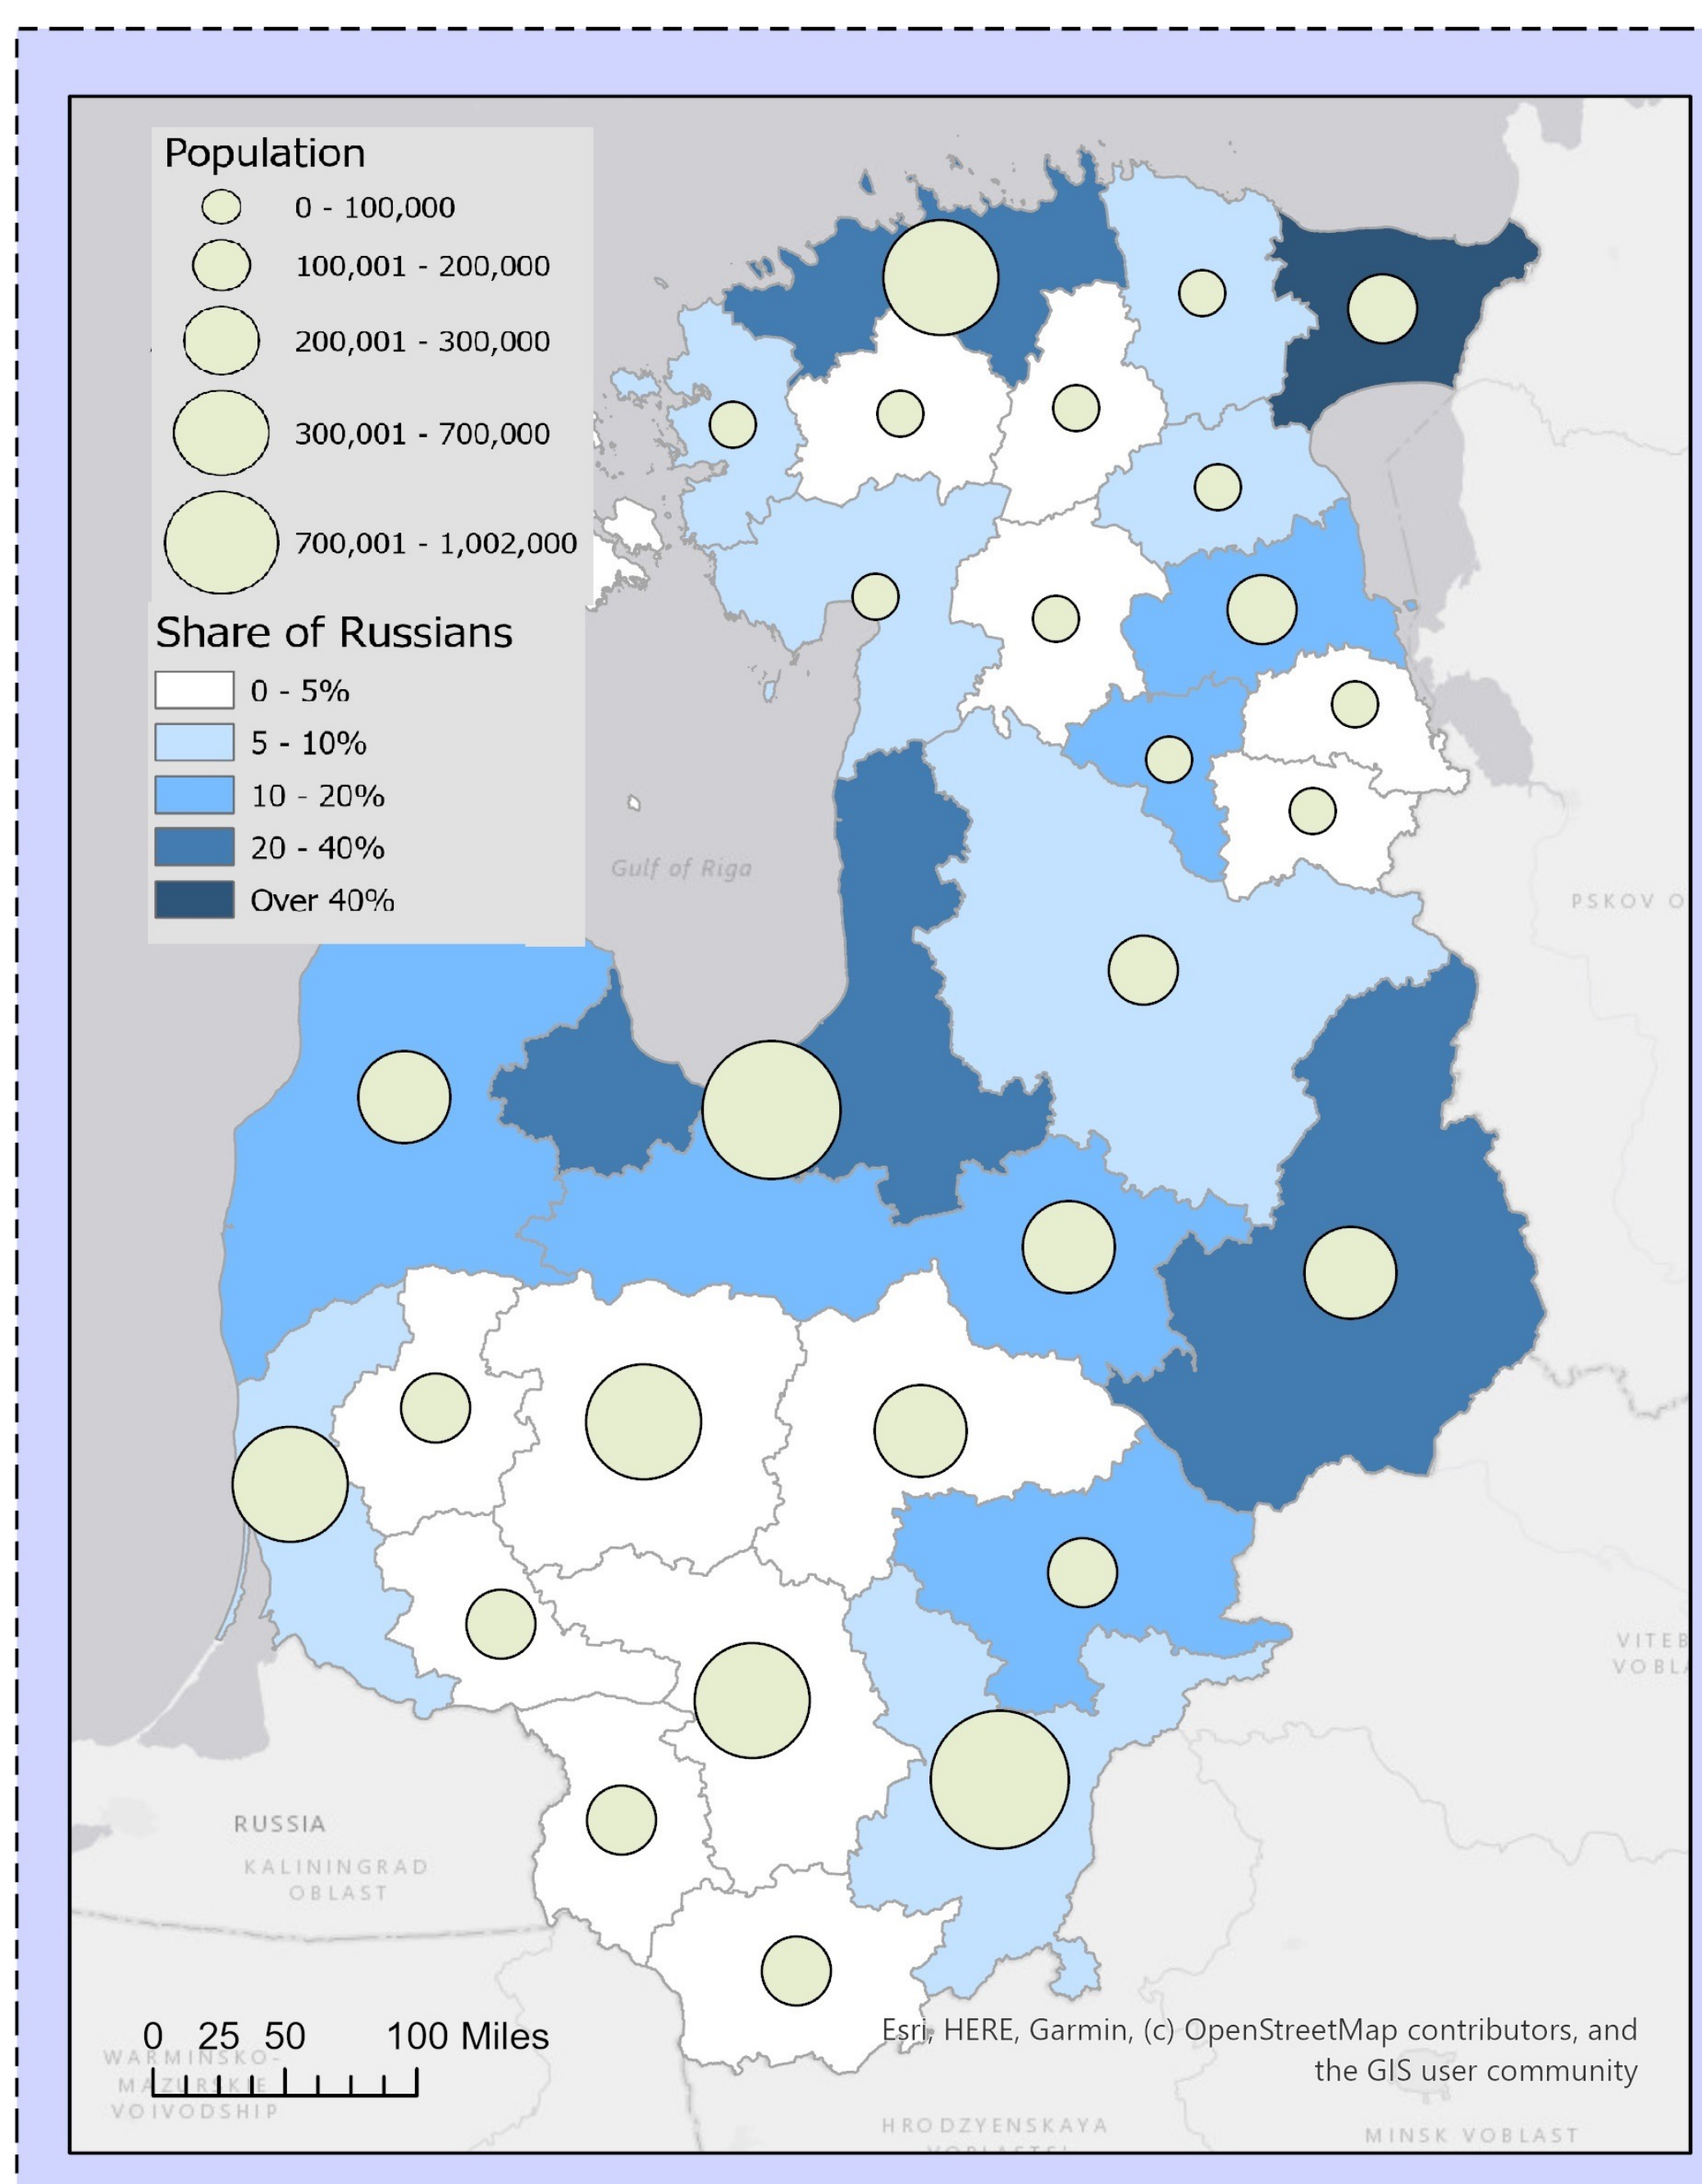 Population
0 - 100,000
100,001 - 200,000
200,001 - 300,000
300,001 - 700,000
700,001 - 1,002,000
Share of Russians
0 - 5%
5 - 10%
10 - 20%
20 - 40%
Over 40%
Gulf of Riga
PSKOV O
VITEB
VOBLA
RUSSIA
KALININGRAD
OBLAST
0 25 50 100 Miles
WARMINSKO-
MAZURSKIE
VOIVODSHIP
Esri, HERE, Garmin, (c) OpenStreetMap contributors, and
the GIS user community
HRODZYENSKAYA
MINSK VOBLAST